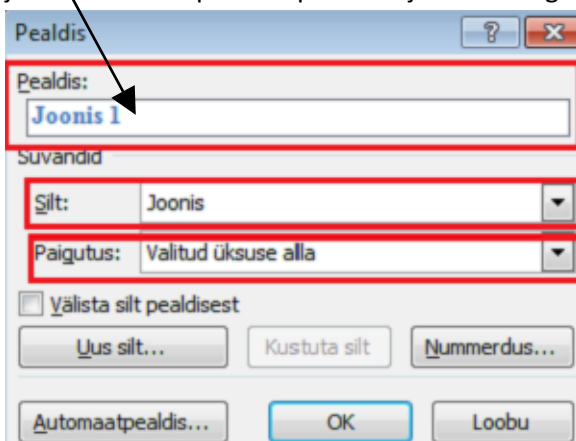 Pealdis
Pealdis:
Joonis 1
Suvandid
Silt: Joonis
Paigutus: Valitud üksuse alla
Välista silt pealdisest
Uus silt... Kustuta silt Nummerdus...
Automaatpealdis... OK Loobu